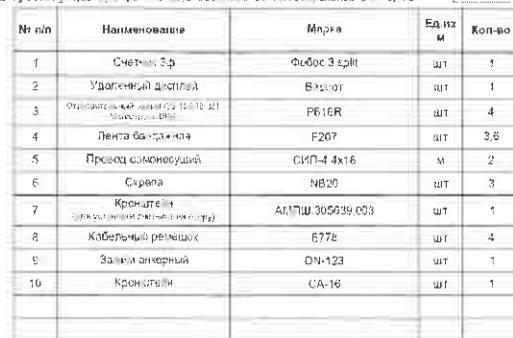 № п/п Наименование Марка Ед.из м Кол-во
1 Счетчик 3ф Фобос 3 split шт 1
2 Удаленный дисплей шт 1
3 P616R шт 4
4 Лента бандажная F207 шт 3,6
5 Провод самонесущий СИП-4 4х16 м 2
6 Скрепа NB20 шт 3
7 Кронштейн АМПШ.305639.003 шт 1
8 Кабельный ремешок E778 шт 4
9 Зажим анкерный DN-123 шт 1
10 Кронштейн СА-16 шт 1